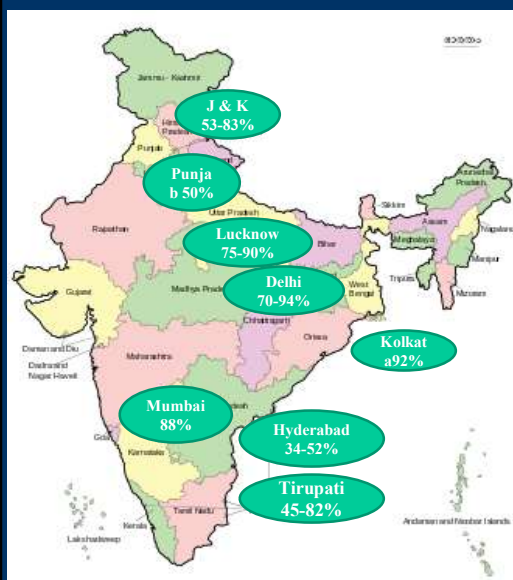 Jammu - Kashmir
J & K
53-83%
Punjab
Punja
b 50%
Uttar Pradesh
Rajasthan
Lucknow
75-90%
Bihar
Sikkim
Arunachal
Pradesh
Assam
Nagaland
Meghalaya
Manipur
Tripura
Mizoram
Gujarat
Madhya Prad
Delhi
70-94%
West
Bengal
Chhattisgarh
Orissa
Kolkat
a92%
Daman and Diu
Dadra and
Nagar Haveli
Maharashtra
Mumbai
88%
desh
Hyderabad
34-52%
Goa
Karnataka
Tirupati
45-82%
Tamil Nadu
Kerala
Lakshadweep
Andaman and Nicobar Islands